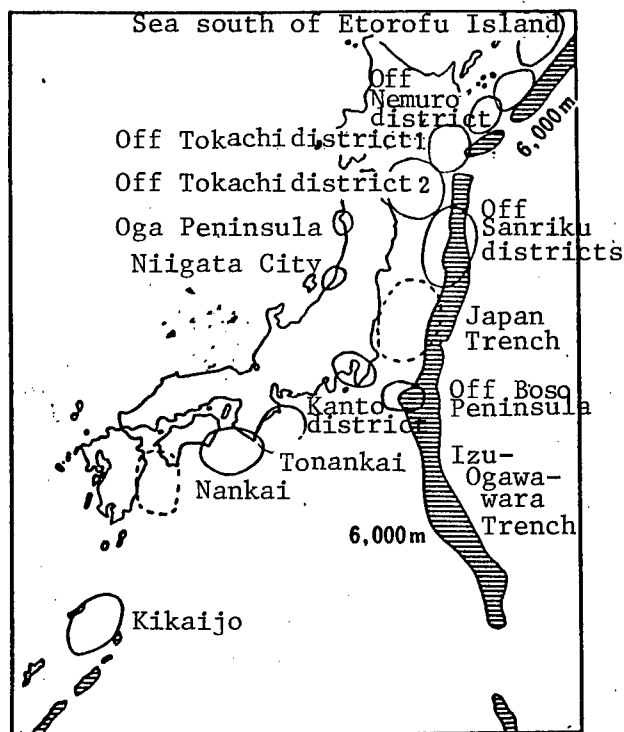 Sea south of Etorofu Island
Off
Nemuro
district
6,000m
Off Tokachi district 1
Off Tokachi district 2
Off
Sanriku
districts
Oga Peninsula
Niigata City
Japan
Trench
Off Boso
Peninsula
Kanto
district
Izu-
Ogawa-
wara
Trench
Tonankai
Nankai
6,000m
Kikaijo